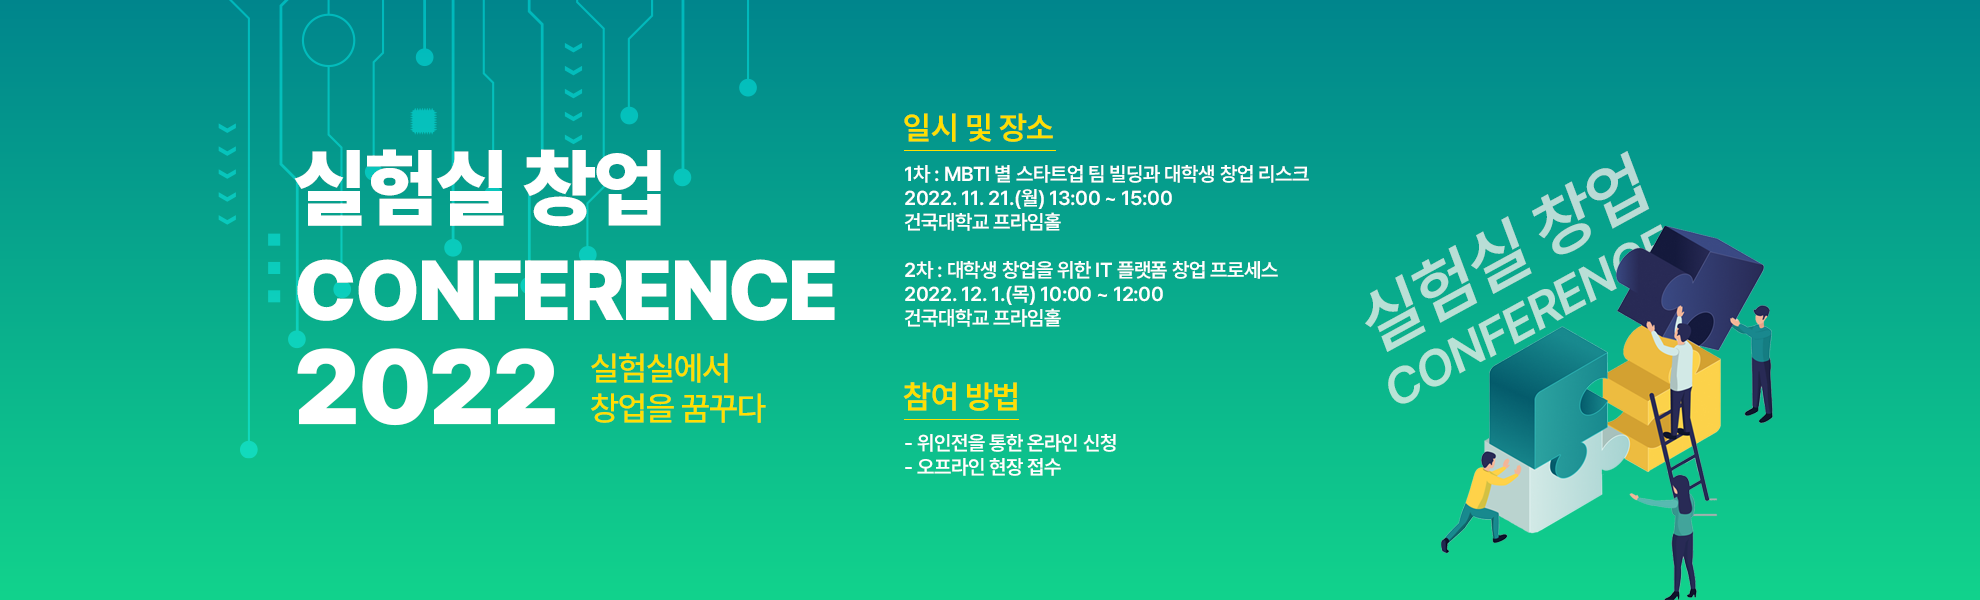 실험실 창업
CONFERENCE
2022
실험실에서
창업을 꿈꾸다
일시 및 장소
1차 : MBTI 별 스타트업 팀 빌딩과 대학생 창업 리스크
2022. 11. 21.(월) 13:00 ~ 15:00
건국대학교 프라임홀
2차 : 대학생 창업을 위한 IT 플랫폼 창업 프로세스
2022. 12. 1.(목) 10:00 ~ 12:00
건국대학교 프라임홀
참여 방법
- 위인전을 통한 온라인 신청
- 오프라인 현장 접수
실험실 창업
CONFERENCE